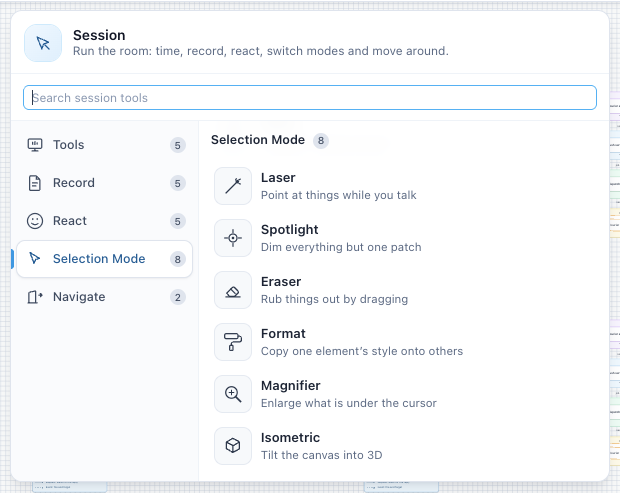 Session
Run the room: time, record, react, switch modes and move around.
Search session tools
Tools 5
Record 5
React 5
Selection Mode 8
Navigate 2
Selection Mode 8
Laser
Point at things while you talk
Spotlight
Dim everything but one patch
Eraser
Rub things out by dragging
Format
Copy one element's style onto others
Magnifier
Enlarge what is under the cursor
Isometric
Tilt the canvas into 3D